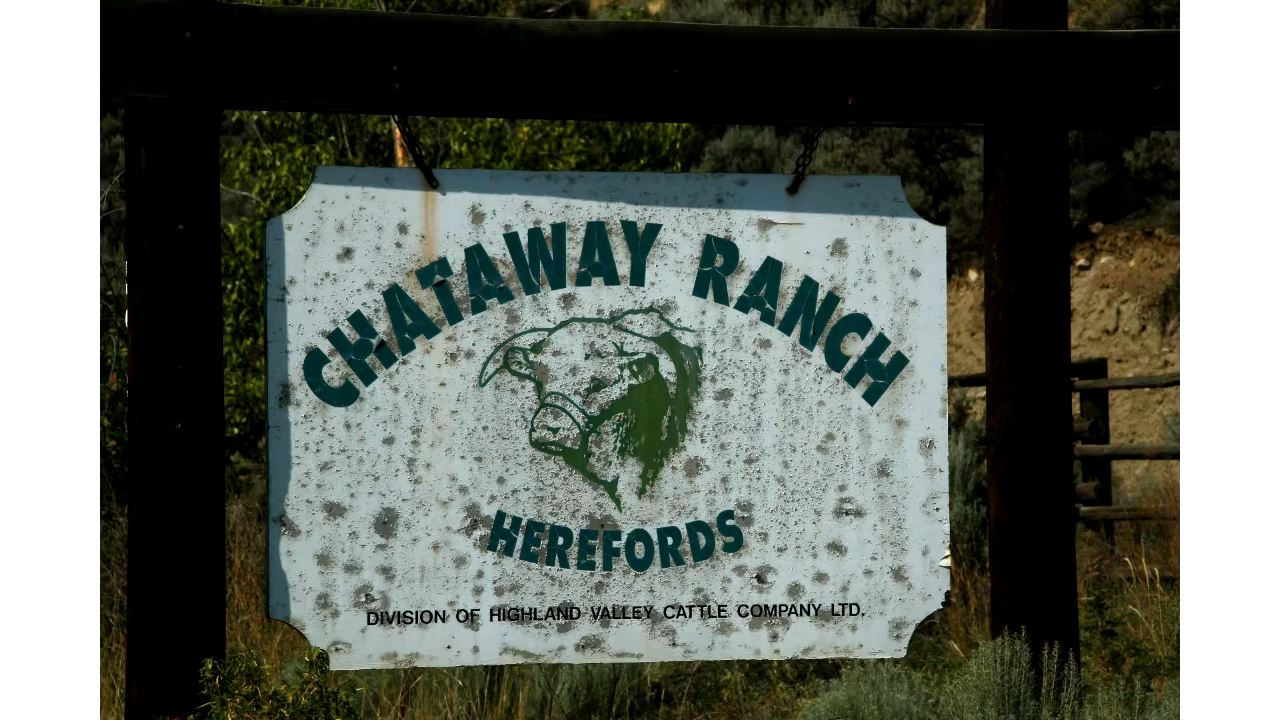 CHATAWAY RANCH
HEREFORDS
DIVISION OF HIGHLAND VALLEY CATTLE COMPANY LTD.